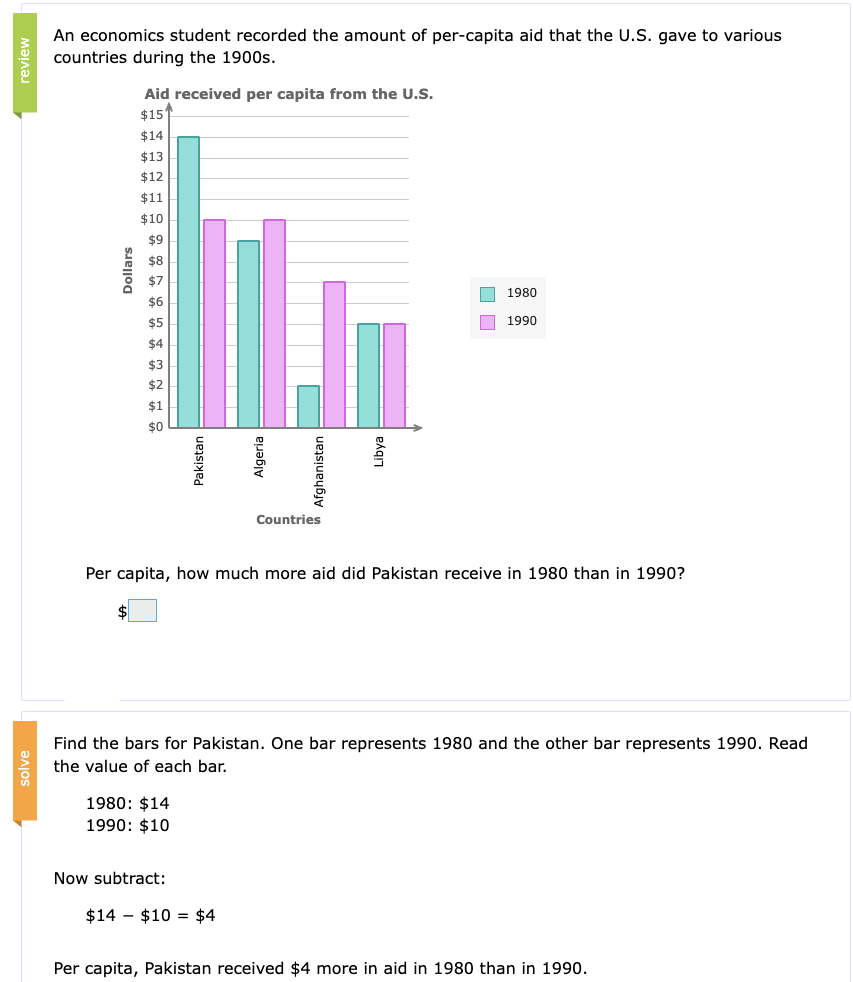 review
An economics student recorded the amount of per-capita aid that the U.S. gave to various
countries during the 1900s.
Aid received per capita from the U.S.
$15
$14
$13
$12
$11
$10
$9
$8
$7
$6
$5
$4
$3
$2
$1
$0
Dollars
Pakistan
Algeria
Afghanistan
Libya
Countries
1980
1990
Per capita, how much more aid did Pakistan receive in 1980 than in 1990?
$
solve
Find the bars for Pakistan. One bar represents 1980 and the other bar represents 1990. Read
the value of each bar.
1980: $14
1990: $10
Now subtract:
$14 − $10 = $4
Per capita, Pakistan received $4 more in aid in 1980 than in 1990.